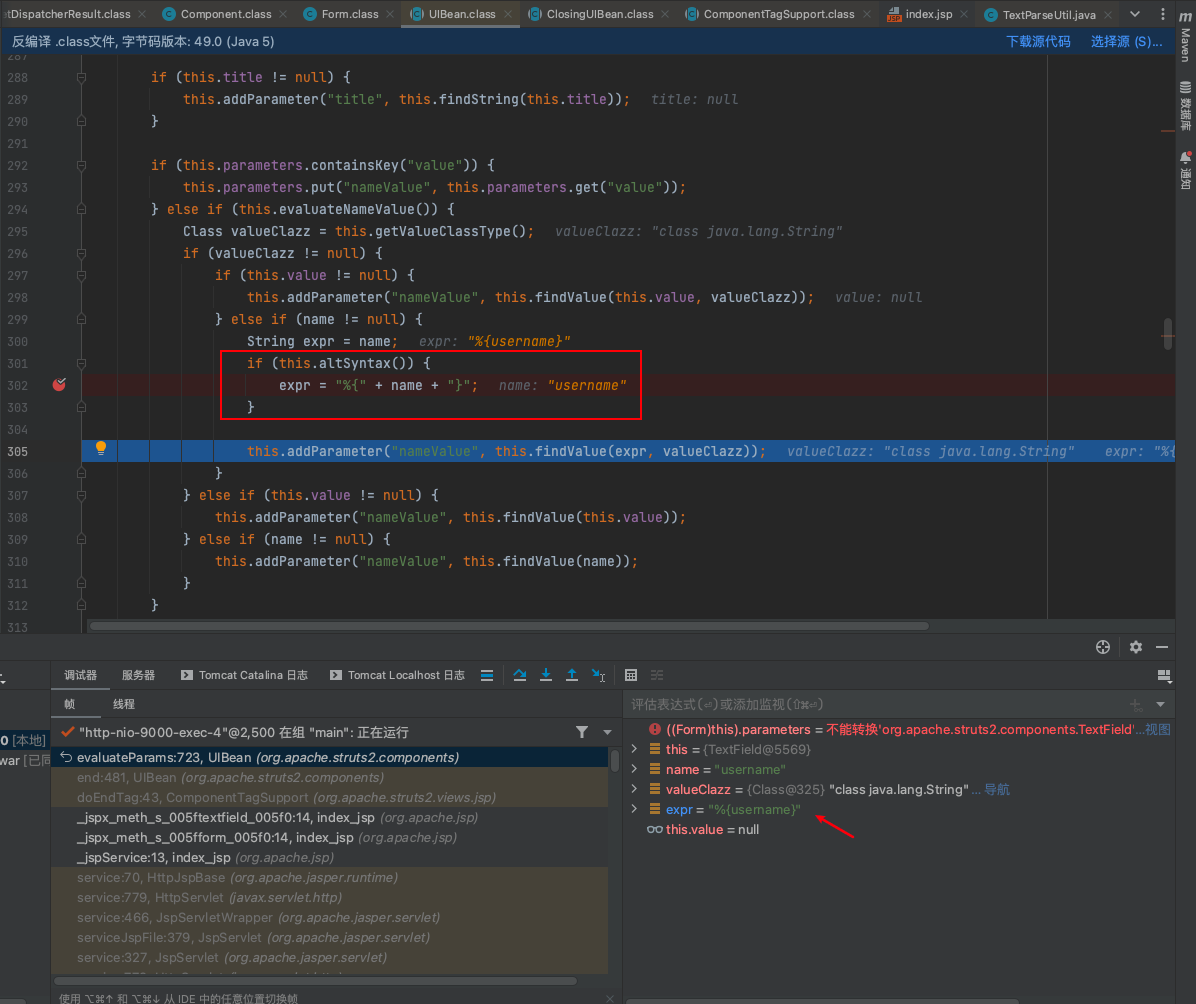 rtDispatcherResult.class Component.class Form.class UIBean.class ClosingUIBean.class ComponentTagSupport.class index.jsp TextParseUtil.java
反编译 .class文件, 字节码版本: 49.0 (Java 5) 下载源代码 选择源 (S)...
287
288 if (this.title != null) {
289 this.addParameter("title", this.findString(this.title)); title: null
290 }
291
292 if (this.parameters.containsKey("value")) {
293 this.parameters.put("nameValue", this.parameters.get("value"));
294 } else if (this.evaluateNameValue()) {
295 Class valueClazz = this.getValueClassType(); valueClazz: "class java.lang.String"
296 if (valueClazz != null) {
297 if (this.value != null) {
298 this.addParameter("nameValue", this.findValue(this.value, valueClazz)); value: null
299 } else if (name != null) {
300 String expr = name; expr: "%{username}"
301 if (this.altSyntax()) {
302 expr = "%{" + name + "}"; name: "username"
303 }
304
305 this.addParameter("nameValue", this.findValue(expr, valueClazz)); valueClazz: "class java.lang.String" expr: "%{
306 }
307 } else if (this.value != null) {
308 this.addParameter("nameValue", this.findValue(this.value));
309 } else if (name != null) {
310 this.addParameter("nameValue", this.findValue(name));
311 }
312 }
313
m
Maven
数据库
通知
调试器 服务器 Tomcat Catalina 日志 Tomcat Localhost 日志
帧 线程
0 [本地]
war [已同
"http-nio-9000-exec-4"@2,500 在组 "main": 正在运行
evaluateParams:723, UIBean (org.apache.struts2.components)
end:481, UIBean (org.apache.struts2.components)
doEndTag:43, ComponentTagSupport (org.apache.struts2.views.jsp)
_jspx_meth_s_005ftextfield_005f0:14, index_jsp (org.apache.jsp)
_jspx_meth_s_005fform_005f0:14, index_jsp (org.apache.jsp)
_jspService:13, index_jsp (org.apache.jsp)
service:70, HttpJspBase (org.apache.jasper.runtime)
service:779, HttpServlet (javax.servlet.http)
service:466, JspServletWrapper (org.apache.jasper.servlet)
serviceJspFile:379, JspServlet (org.apache.jasper.servlet)
service:327, JspServlet (org.apache.jasper.servlet)
使用 ⌥⌘↑ 和 ⌥⌘↓ 从 IDE 中的任意位置切换帧
评估表达式(⏎)或添加监视(⇧⌘⏎)
((Form)this).parameters = 不能转换'org.apache.struts2.components.TextField'...视图
this = {TextField@5569}
name = "username"
valueClazz = {Class@325} "class java.lang.String" ... 导航
expr = "%{username}"
this.value = null